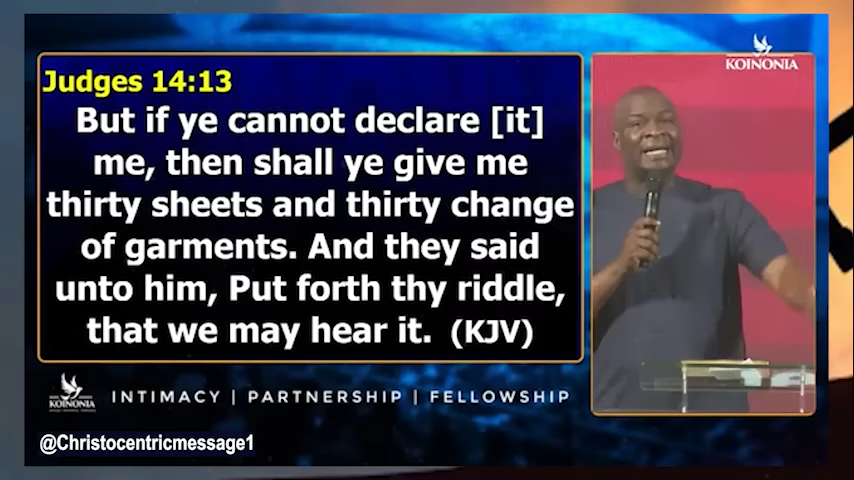 Judges 14:13
But if ye cannot declare [it]
me, then shall ye give me
thirty sheets and thirty change
of garments. And they said
unto him, Put forth thy riddle,
that we may hear it. (KJV)
KOINONIA
KOINONIA
INTIMACY | PARTNERSHIP | FELLOWSHIP
@Christocentricmessage1